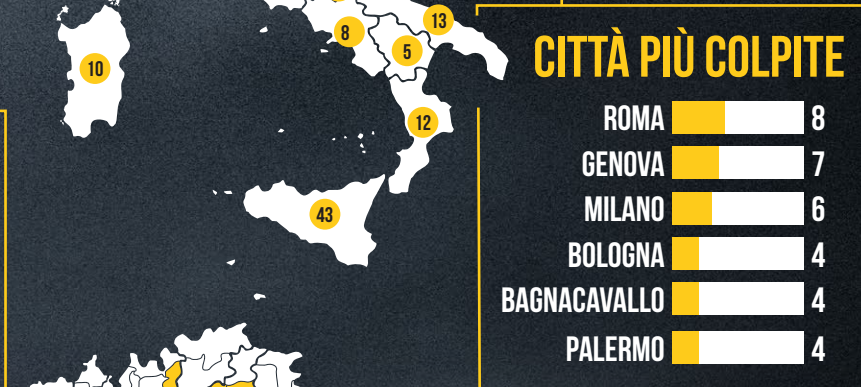 13
8
5
10
12
43
CITTÀ PIÙ COLPITE
ROMA 8
GENOVA 7
MILANO 6
BOLOGNA 4
BAGNACAVALLO 4
PALERMO 4